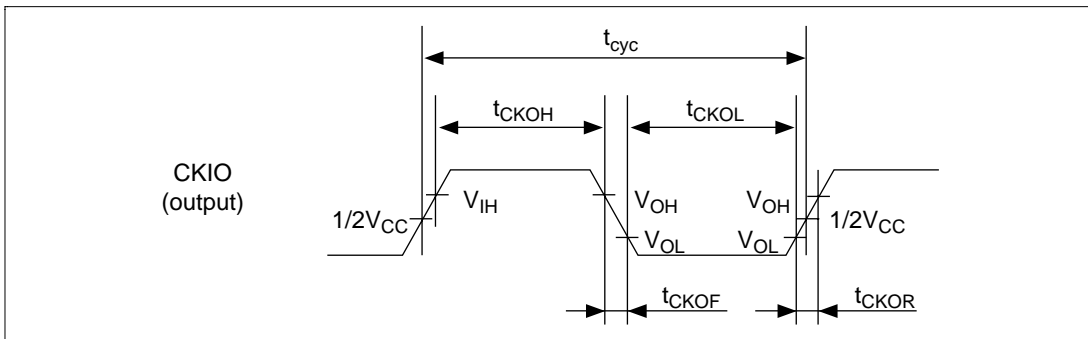 tcyc
tCKOH
tCKOL
CKIO
(output)
1/2VCC
VIH
VOH
VOL
VOH
VOL
1/2VCC
tCKOF
tCKOR